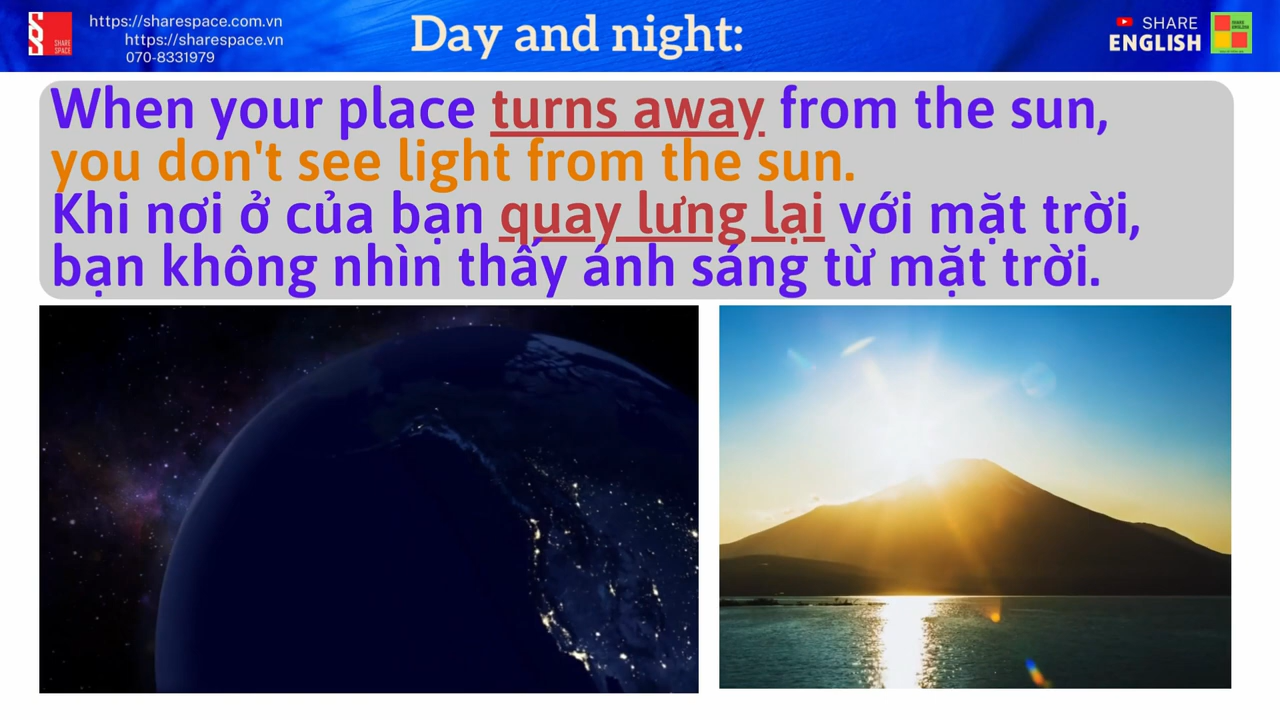 https://sharespace.com.vn
https://sharespace.vn
070-8331979
SHARE
SPACE
Day and night:
SHARE
ENGLISH
When your place turns away from the sun,
you don't see light from the sun.
Khi nơi ở của bạn quay lưng lại với mặt trời,
bạn không nhìn thấy ánh sáng từ mặt trời.